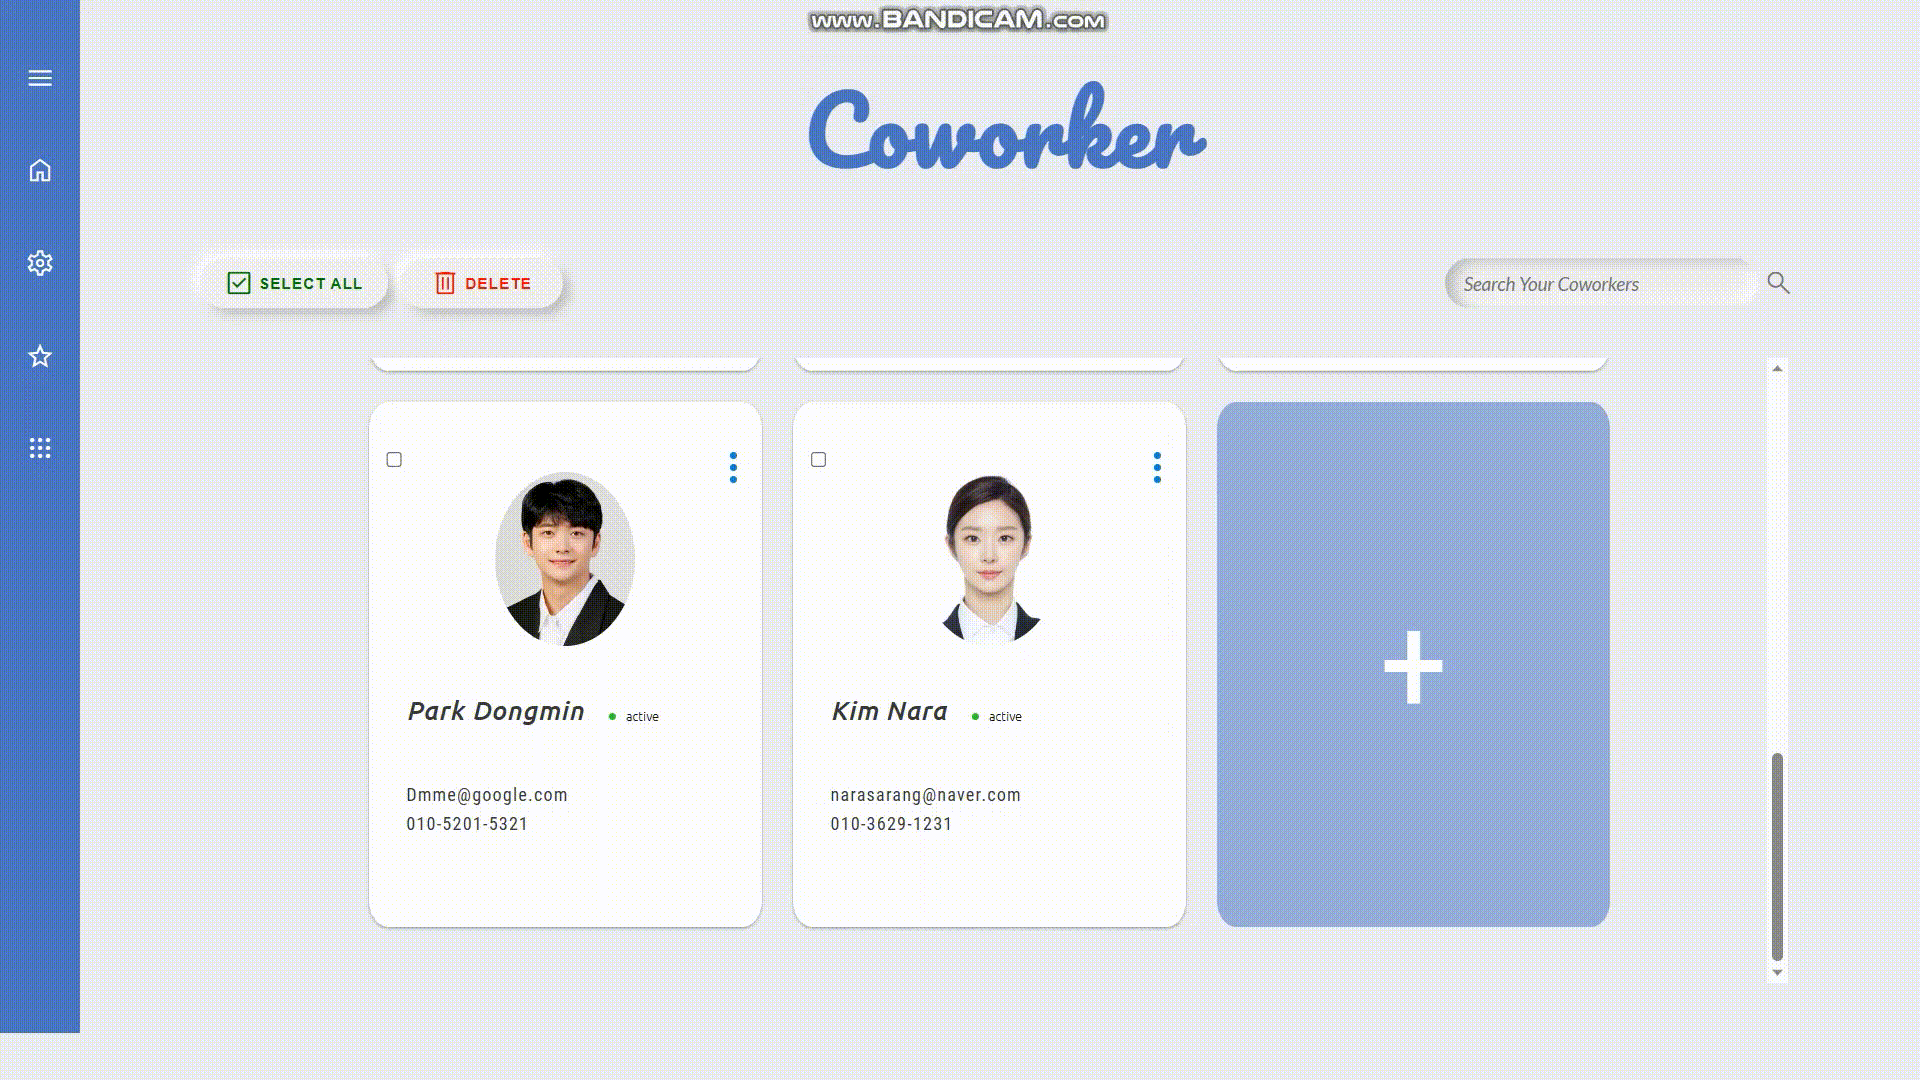 www.BANDICAM.com
Coworker
SELECT ALL
DELETE
Search Your Coworkers
Park Dongmin
active
Dmme@google.com
010-5201-5321
Kim Nara
active
narasarang@naver.com
010-3629-1231
+